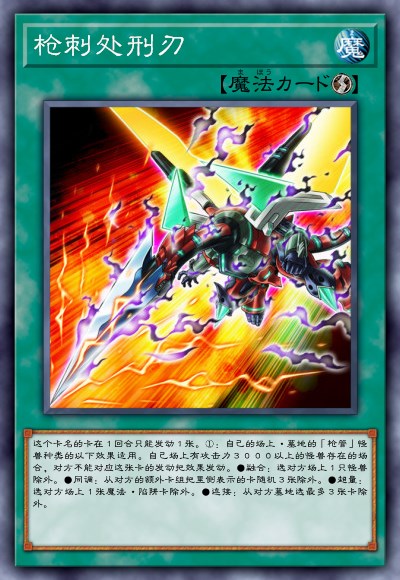 枪刺处刑刃
魔
【魔法カード】
まほう
这个卡名的卡在1回合只能发动1张。①：自己的场上・墓地的「枪管」怪
兽种类的以下效果适用。自己场上有攻击力3000以上的怪兽存在的场
合，对方不能对应这张卡的发动把效果发动。●融合：选对方场上1只怪兽
除外。●同调：从对方的额外卡组把里侧表示的卡随机3张除外。●超量：
选对方场上1张魔法・陷阱卡除外。●连接：从对方墓地选最多3张卡除
外。